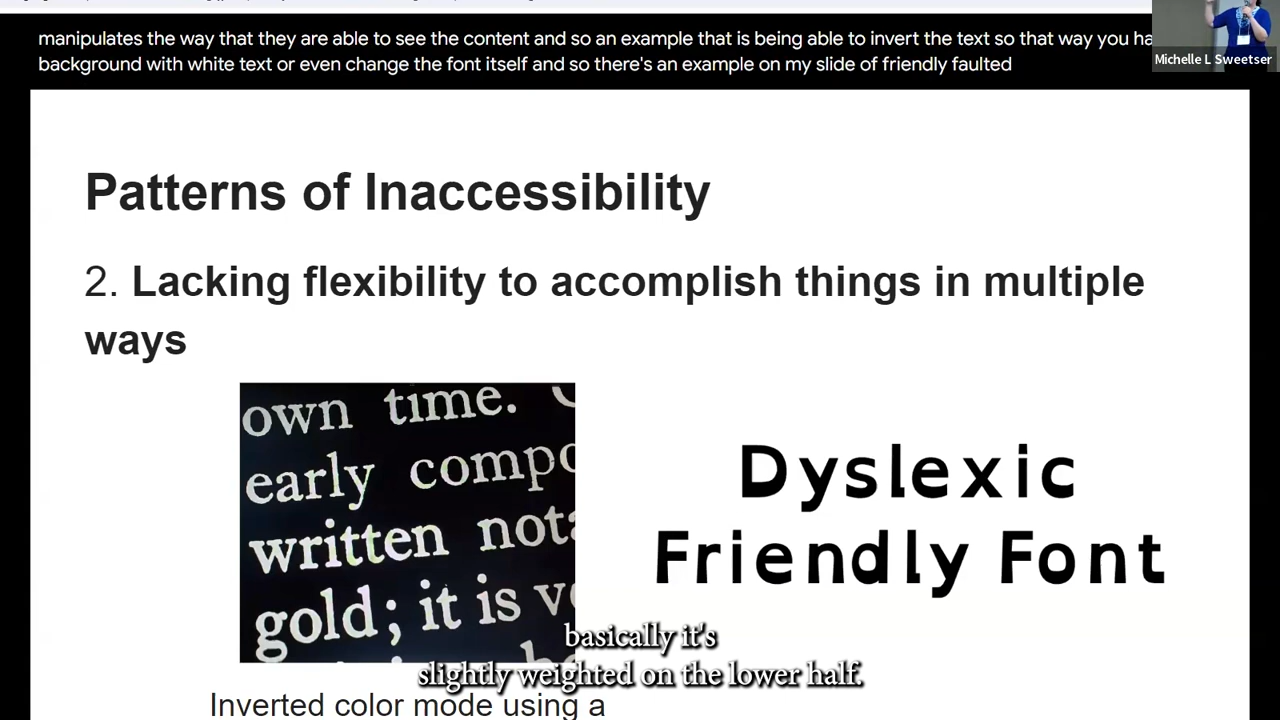 manipulates the way that they are able to see the content and so an example that is being able to invert the text so that way you ha
background with white text or even change the font itself and so there's an example on my slide of friendly faulted
Michelle L Sweetser
Patterns of Inaccessibility
2. Lacking flexibility to accomplish things in multiple
ways
own time.
early compo
written nota
gold; it is ve
Dyslexic
Friendly Font
basically it's
slightly weighted on the lower half.
Inverted color mode using a